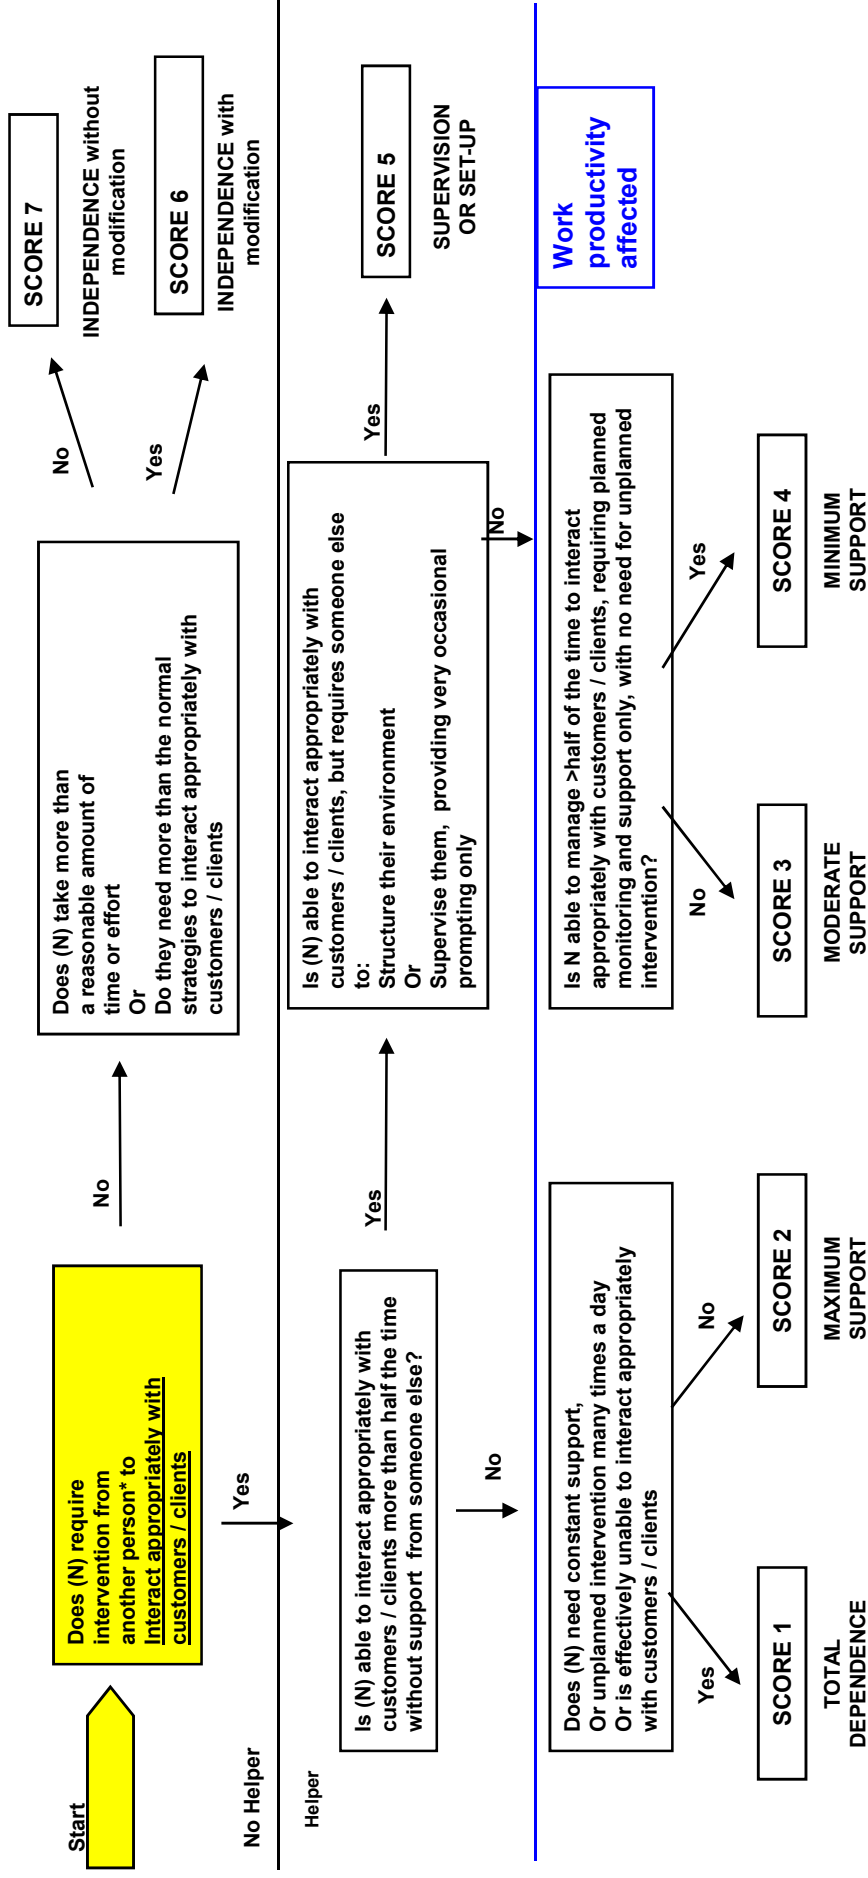 Start
Does (N) require
intervention from
another person* to
Interact appropriately with
customers / clients
No
Does (N) take more than
a reasonable amount of
time or effort
Or
Do they need more than the normal
strategies to interact appropriately with
customers / clients
No
SCORE 7
INDEPENDENCE without
modification
Yes
SCORE 6
INDEPENDENCE with
modification
Yes
No Helper
Helper
Is (N) able to interact appropriately with
customers / clients more than half the time
without support from someone else?
Yes
Is (N) able to interact appropriately with
customers / clients, but requires someone else
to:
Structure their environment
Or
Supervise them, providing very occasional
prompting only
Yes
SCORE 5
SUPERVISION
OR SET-UP
No
No
Work
productivity
affected
Does (N) need constant support,
Or unplanned intervention many times a day
Or is effectively unable to interact appropriately
with customers / clients
Is N able to manage >half of the time to interact
appropriately with customers / clients, requiring planned
monitoring and support only, with no need for unplanned
intervention?
Yes
No
No
Yes
SCORE 1
TOTAL
DEPENDENCE
SCORE 2
MAXIMUM
SUPPORT
SCORE 3
MODERATE
SUPPORT
SCORE 4
MINIMUM
SUPPORT